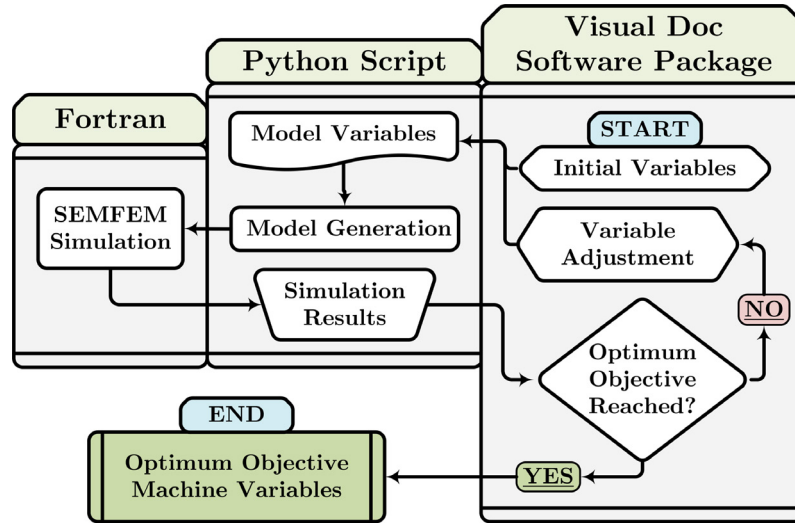 Visual Doc
Software Package
Python Script
Fortran
START
Initial Variables
Model Variables
Model Generation
SEMFEM
Simulation
Simulation
Results
Variable
Adjustment
NO
Optimum
Objective
Reached?
YES
END
Optimum Objective
Machine Variables